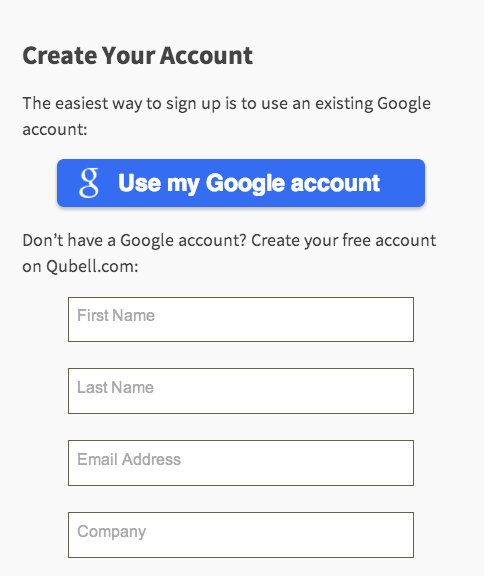 Create Your Account
The easiest way to sign up is to use an existing Google
account:
g Use my Google account
Don’t have a Google account? Create your free account
on Qubell.com:
First Name
Last Name
Email Address
Company